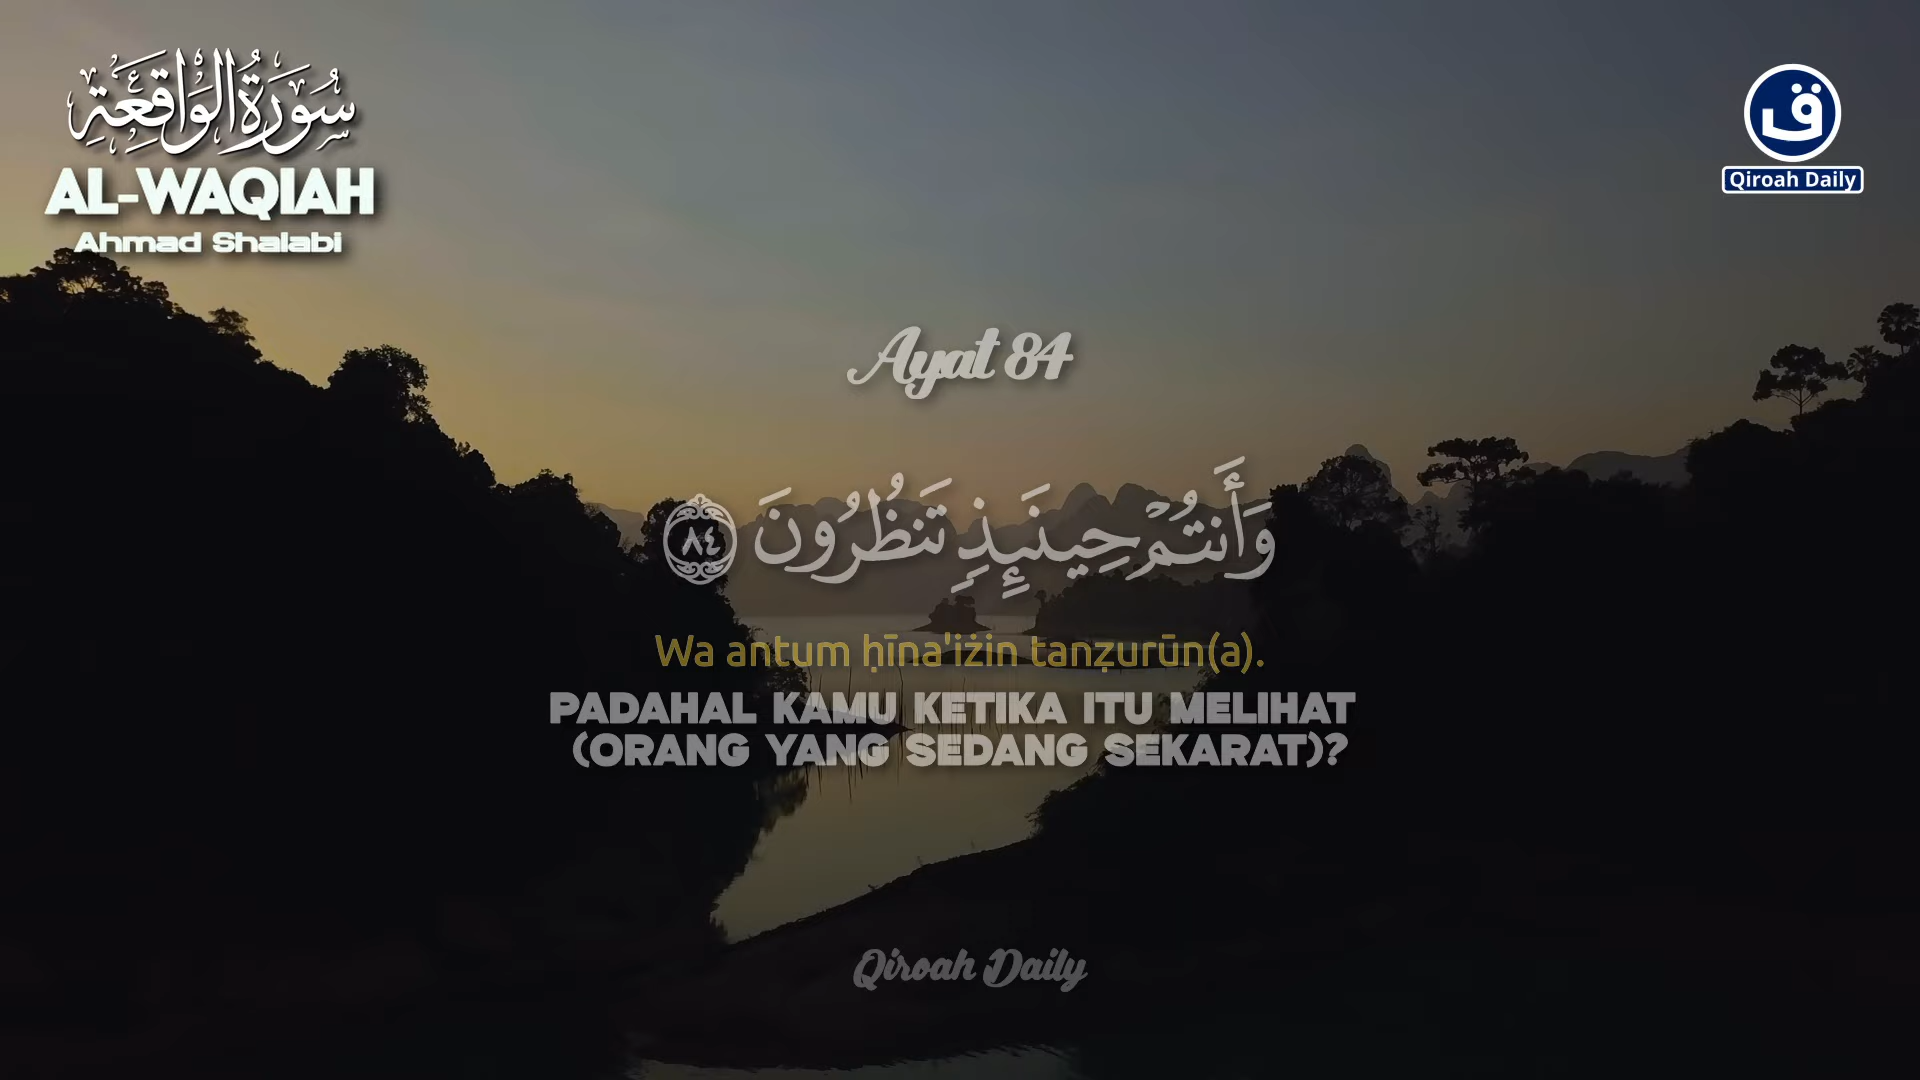 سُورَةُ الْوَاقِعَةِ
AL-WAQIAH
Ahmad Shalabi
ق
Qiroah Daily
Ayat 84
وَأَنتُمْ حِينَئِذٍ تَنظُرُونَ ٨٤
Wa antum ḥīna'iżin tanẓurūn(a).
PADAHAL KAMU KETIKA ITU MELIHAT
(ORANG YANG SEDANG SEKARAT)?
Qiroah Daily